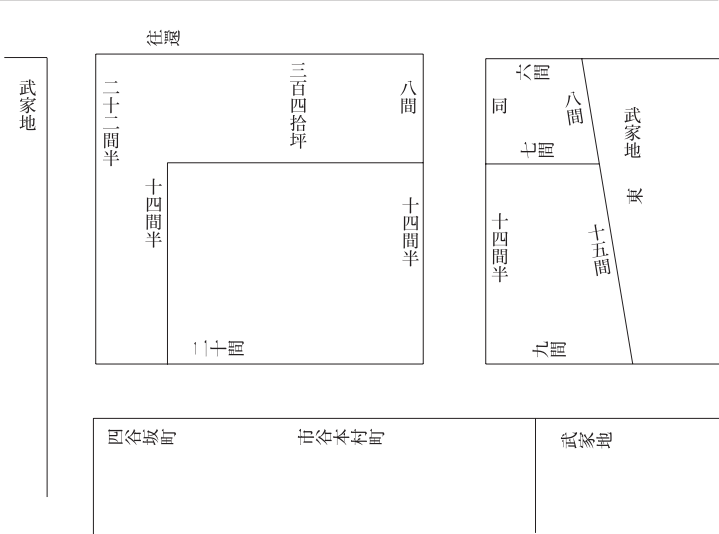 往還
武家地
二十二間半
三百四拾坪
八間
十四間半
十四間半
二十間
六間
同
八間
七間
武家地
東
十四間半
十五間
九間
四谷坂町
市谷本村町
武家地